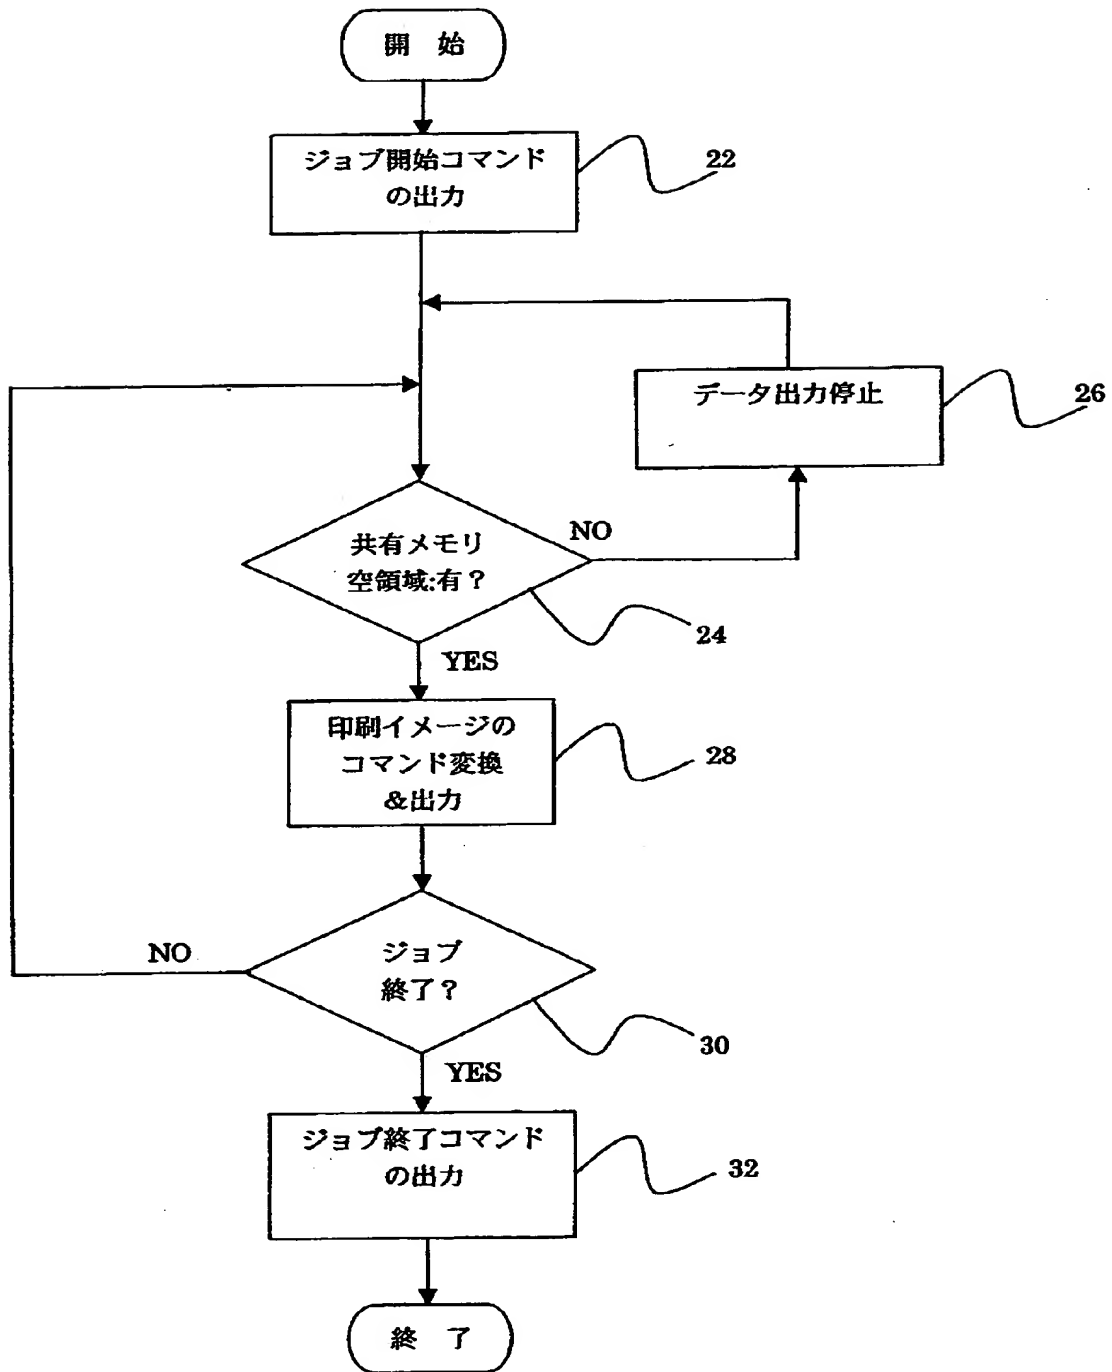 開 始
ジョブ開始コマンド
の出力
22
データ出力停止
26
共有メモリ
空領域:有？
NO
24
YES
印刷イメージの
コマンド変換
&出力
28
ジョブ
終了？
NO
30
YES
ジョブ終了コマンド
の出力
32
終 了